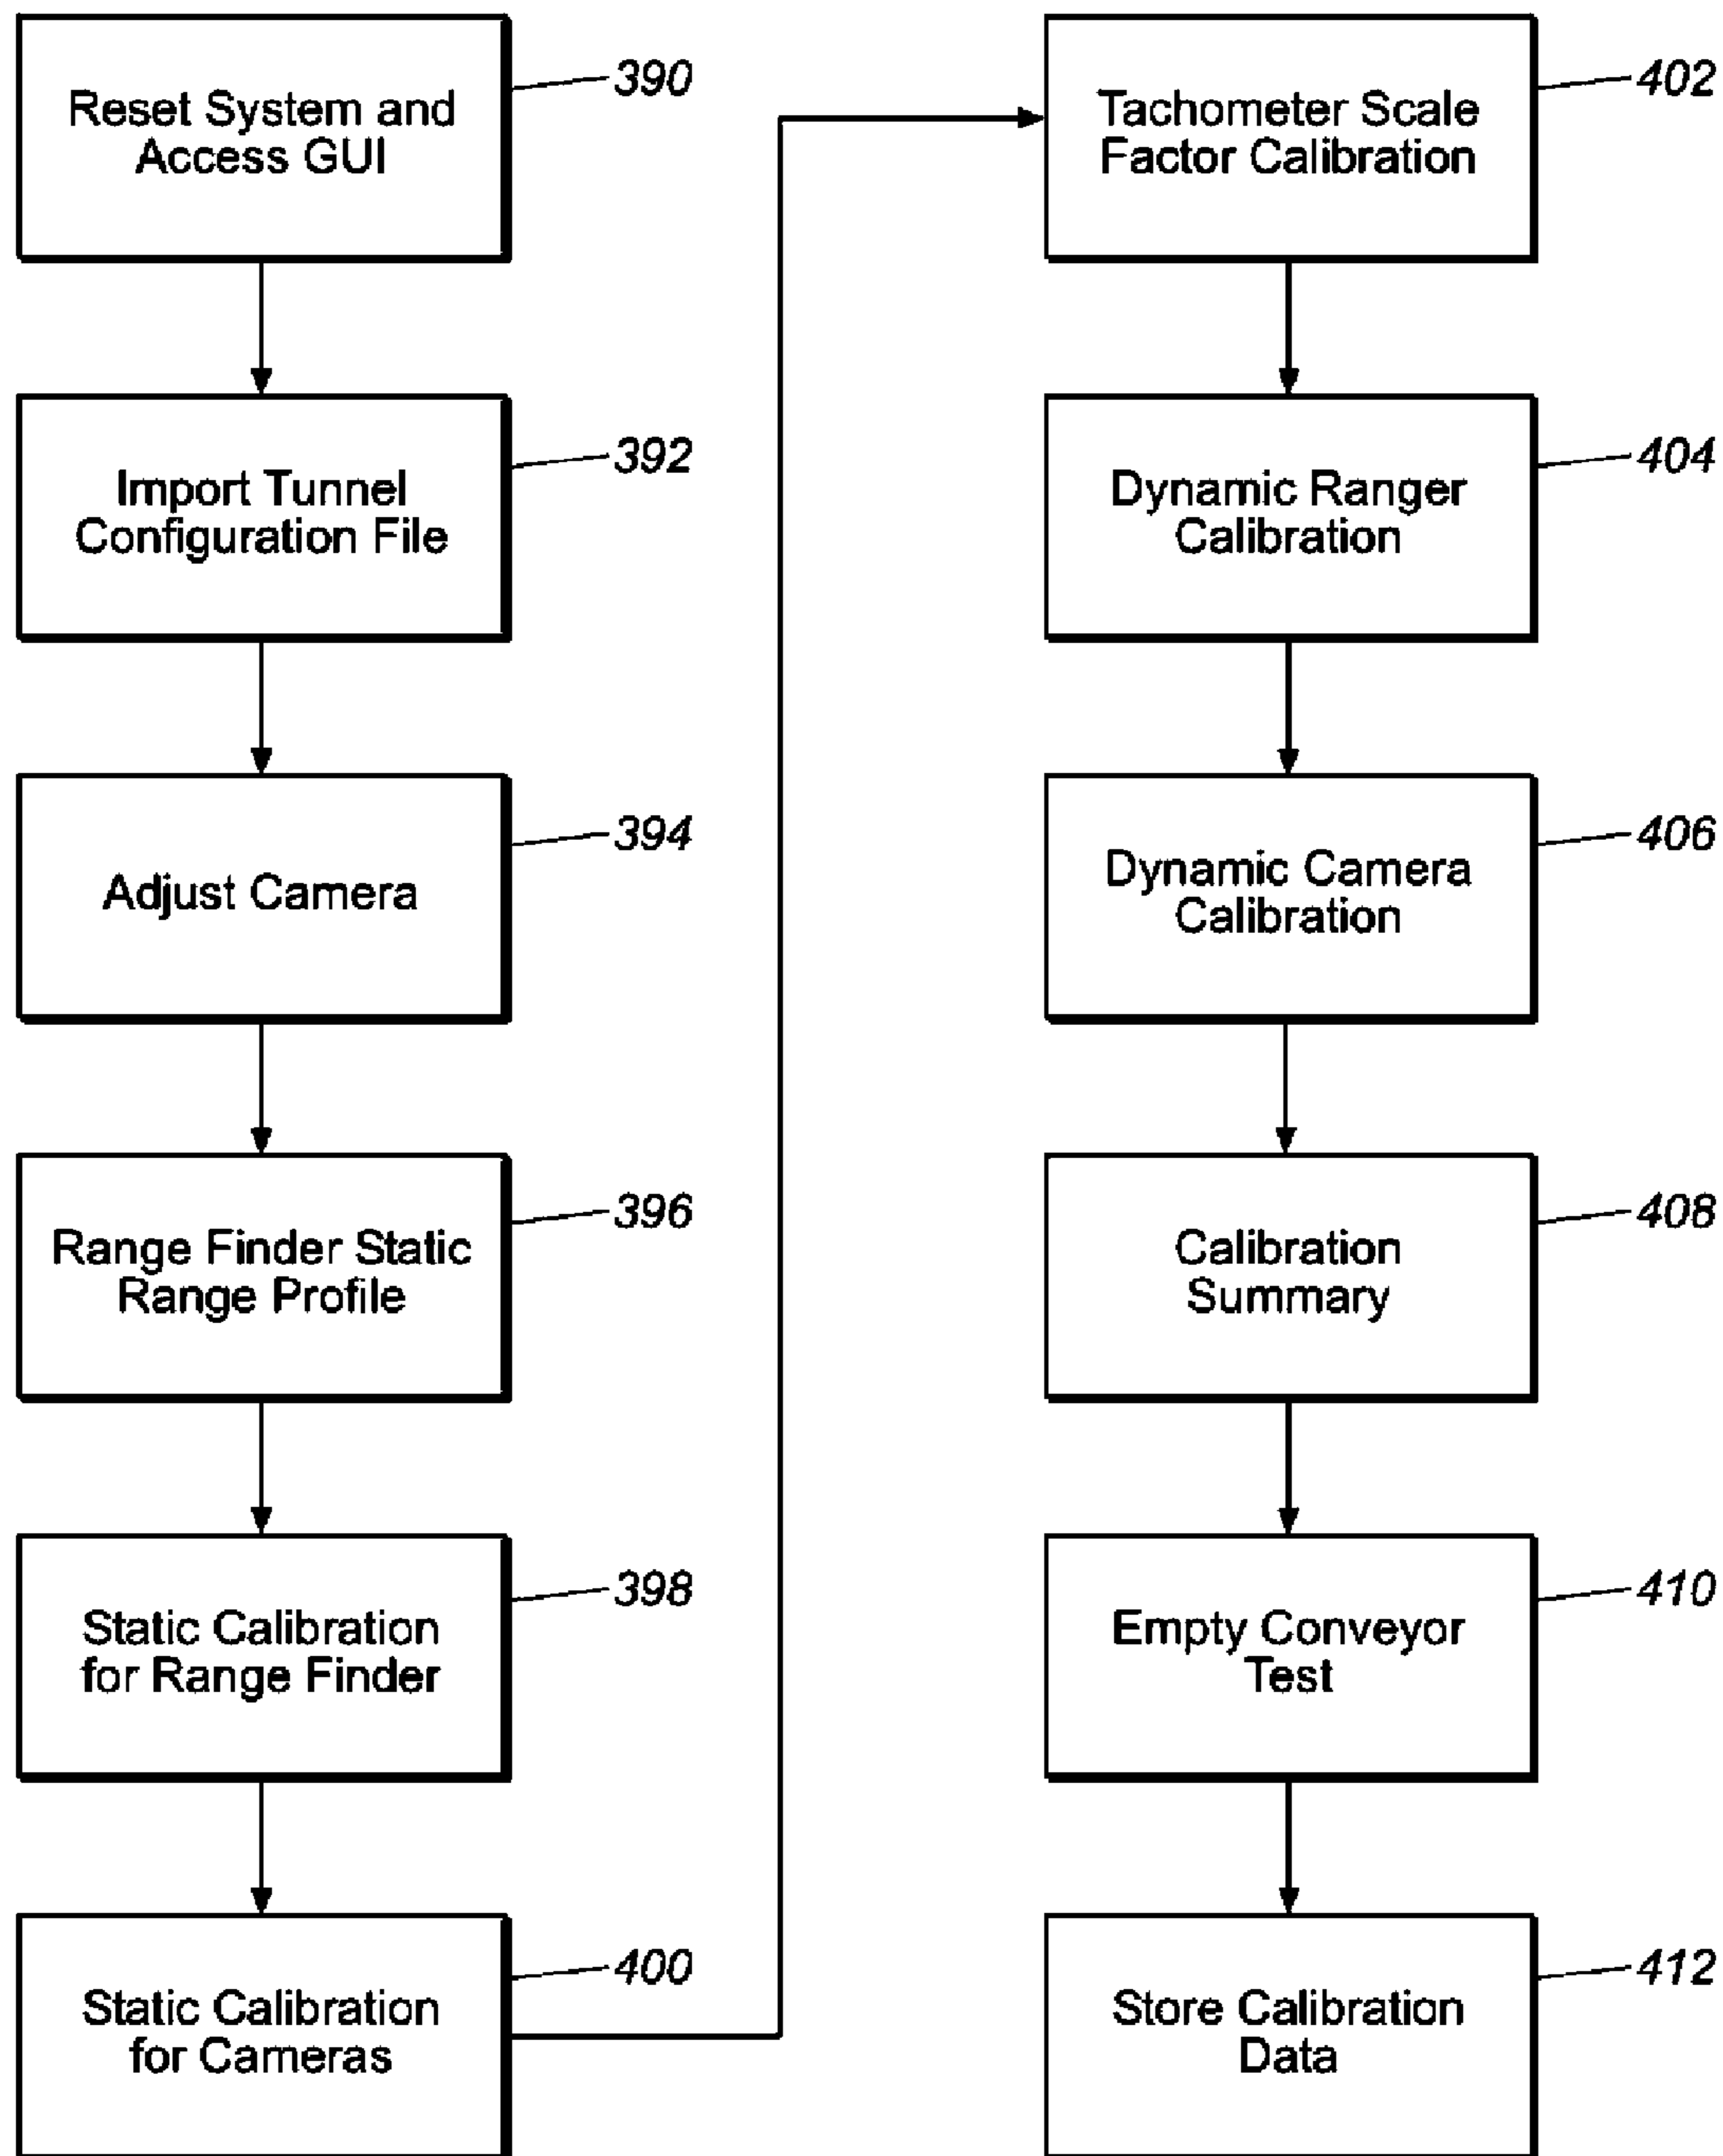 Reset System and
Access GUI
390
Import Tunnel
Configuration File
392
Adjust Camera
394
Range Finder Static
Range Profile
396
Static Calibration
for Range Finder
398
Static Calibration
for Cameras
400
Tachometer Scale
Factor Calibration
402
Dynamic Ranger
Calibration
404
Dynamic Camera
Calibration
406
Calibration
Summary
408
Empty Conveyor
Test
410
Store Calibration
Data
412